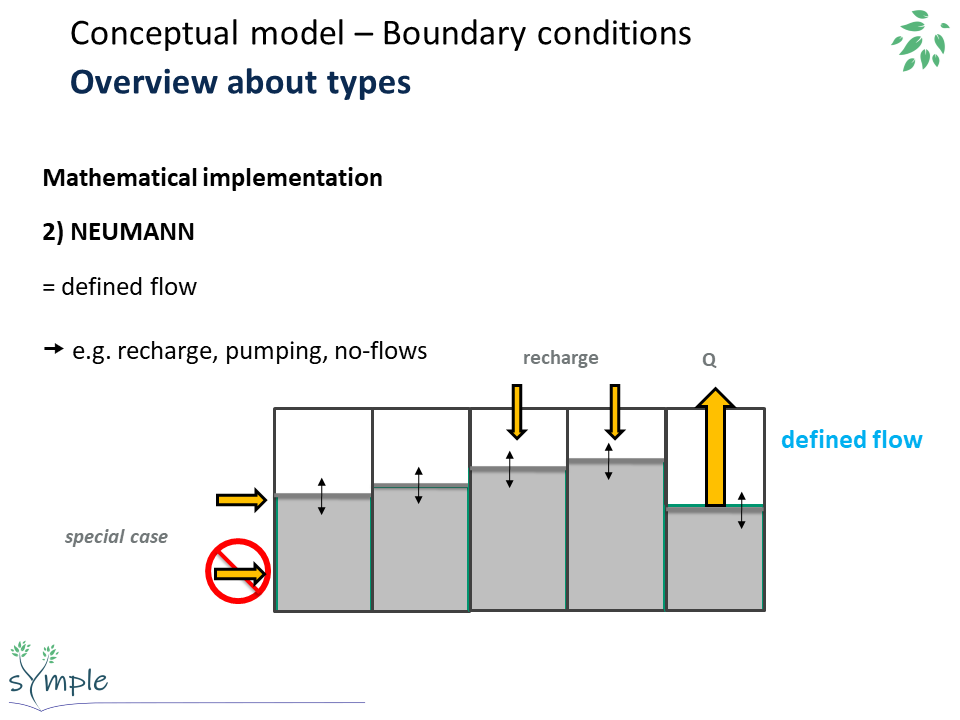 Conceptual model – Boundary conditions
Overview about types
Mathematical implementation
2) NEUMANN
= defined flow
→ e.g. recharge, pumping, no-flows
recharge
Q
defined flow
special case
sYmple